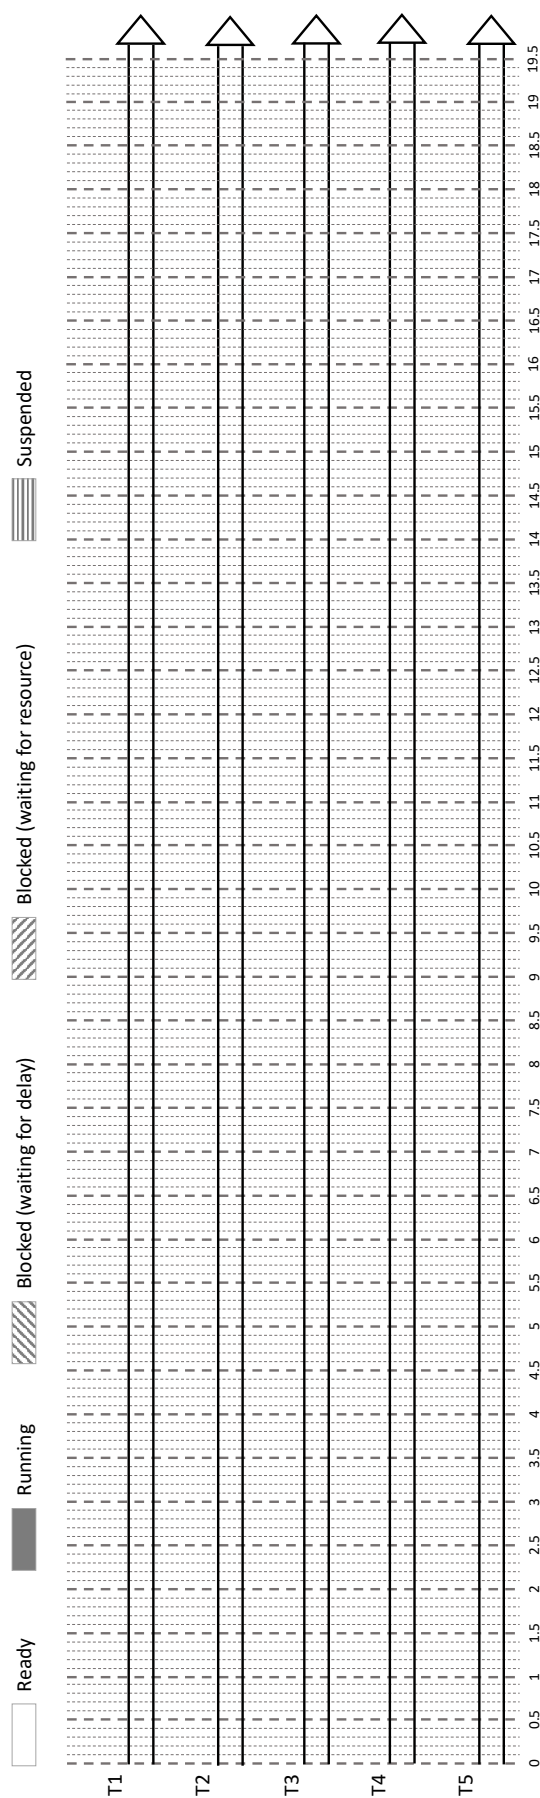 Ready Running Blocked (waiting for delay) Blocked (waiting for resource) Suspended
T1
T2
T3
T4
T5
0 0.5 1 1.5 2 2.5 3 3.5 4 4.5 5 5.5 6 6.5 7 7.5 8 8.5 9 9.5 10 10.5 11 11.5 12 12.5 13 13.5 14 14.5 15 15.5 16 16.5 17 17.5 18 18.5 19 19.5